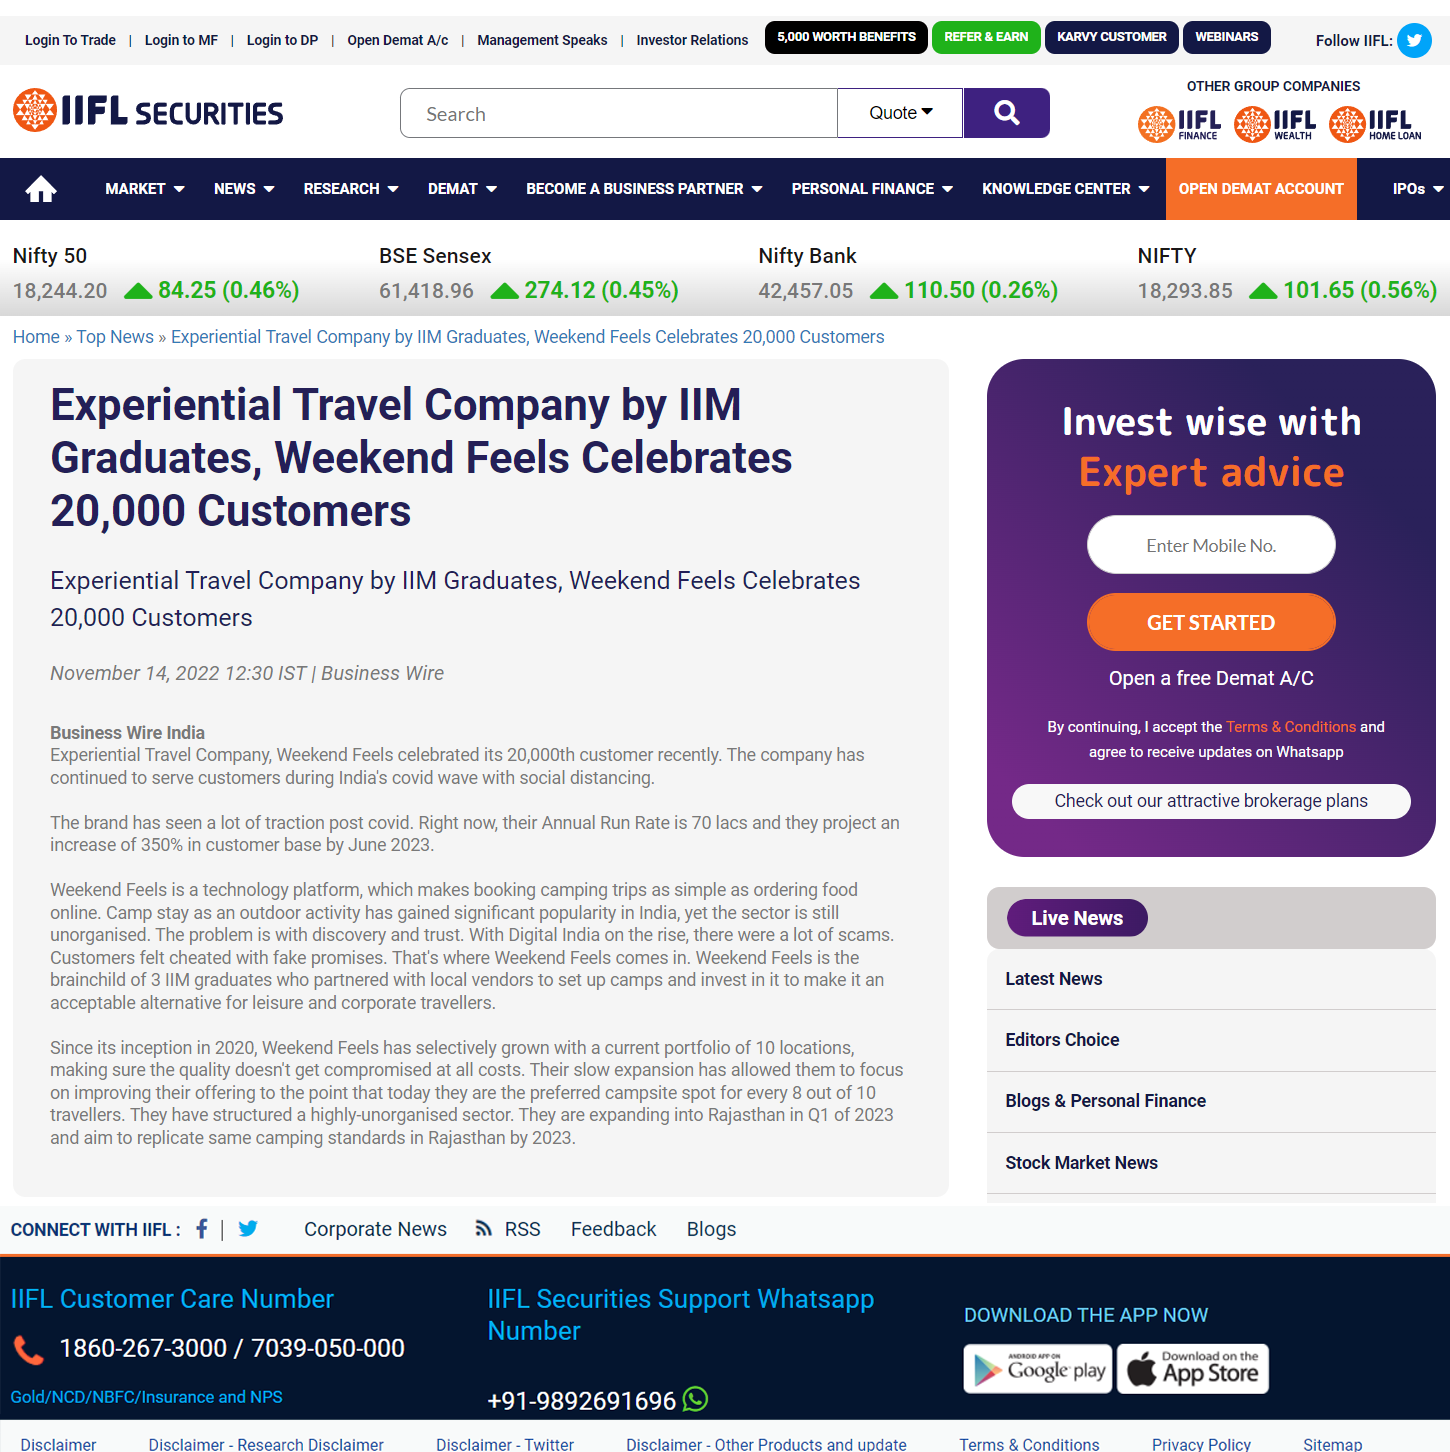 Login To Trade | Login to MF | Login to DP | Open Demat A/c | Management Speaks | Investor Relations 5,000 WORTH BENEFITS REFER & EARN KARVY CUSTOMER WEBINARS Follow IIFL:
OTHER GROUP COMPANIES
IIFL SECURITIES Search Quote IIFL FINANCE IIFL WEALTH IIFL HOME LOAN
MARKET NEWS RESEARCH DEMAT BECOME A BUSINESS PARTNER PERSONAL FINANCE KNOWLEDGE CENTER OPEN DEMAT ACCOUNT IPOs
Nifty 50 BSE Sensex Nifty Bank NIFTY
18,244.20 84.25 (0.46%) 61,418.96 274.12 (0.45%) 42,457.05 110.50 (0.26%) 18,293.85 101.65 (0.56%)
Home » Top News » Experiential Travel Company by IIM Graduates, Weekend Feels Celebrates 20,000 Customers
Experiential Travel Company by IIM
Graduates, Weekend Feels Celebrates
20,000 Customers
Experiential Travel Company by IIM Graduates, Weekend Feels Celebrates
20,000 Customers
November 14, 2022 12:30 IST | Business Wire
Business Wire India
Experiential Travel Company, Weekend Feels celebrated its 20,000th customer recently. The company has
continued to serve customers during India's covid wave with social distancing.
The brand has seen a lot of traction post covid. Right now, their Annual Run Rate is 70 lacs and they project an
increase of 350% in customer base by June 2023.
Weekend Feels is a technology platform, which makes booking camping trips as simple as ordering food
online. Camp stay as an outdoor activity has gained significant popularity in India, yet the sector is still
unorganised. The problem is with discovery and trust. With Digital India on the rise, there were a lot of scams.
Customers felt cheated with fake promises. That's where Weekend Feels comes in. Weekend Feels is the
brainchild of 3 IIM graduates who partnered with local vendors to set up camps and invest in it to make it an
acceptable alternative for leisure and corporate travellers.
Since its inception in 2020, Weekend Feels has selectively grown with a current portfolio of 10 locations,
making sure the quality doesn't get compromised at all costs. Their slow expansion has allowed them to focus
on improving their offering to the point that today they are the preferred campsite spot for every 8 out of 10
travellers. They have structured a highly-unorganised sector. They are expanding into Rajasthan in Q1 of 2023
and aim to replicate same camping standards in Rajasthan by 2023.
Invest wise with
Expert advice
Enter Mobile No.
GET STARTED
Open a free Demat A/C
By continuing, I accept the Terms & Conditions and
agree to receive updates on Whatsapp
Check out our attractive brokerage plans
Live News
Latest News
Editors Choice
Blogs & Personal Finance
Stock Market News
CONNECT WITH IIFL : | Corporate News RSS Feedback Blogs
IIFL Customer Care Number
1860-267-3000 / 7039-050-000
Gold/NCD/NBFC/Insurance and NPS
IIFL Securities Support Whatsapp
Number
+91-9892691696
DOWNLOAD THE APP NOW
ANDROID APP ON
Google play
Download on the
App Store
Disclaimer Disclaimer - Research Disclaimer Disclaimer - Twitter Disclaimer - Other Products and update Terms & Conditions Privacy Policy Sitemap